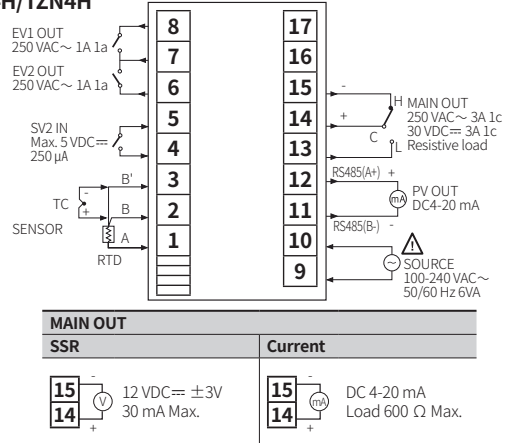 H/TZN4H
EV1 OUT
250 VAC~ 1A 1a
EV2 OUT
250 VAC~ 1A 1a
SV2 IN
Max. 5 VDC⎓
250 µA
TC
-
+
SENSOR
RTD
B'
B
A
8
7
6
5
4
3
2
1
17
16
15
14
13
12
11
10
9
-
+
H
C
L
MAIN OUT
250 VAC~ 3A 1c
30 VDC⎓ 3A 1c
Resistive load
RS485(A+) +
mA
PV OUT
DC4-20 mA
RS485(B-) -
~
!
SOURCE
100-240 VAC~
50/60 Hz 6VA
MAIN OUT
SSR
Current
15
14
-
V
+
12 VDC⎓ ±3V
30 mA Max.
15
14
-
mA
+
DC 4-20 mA
Load 600 Ω Max.